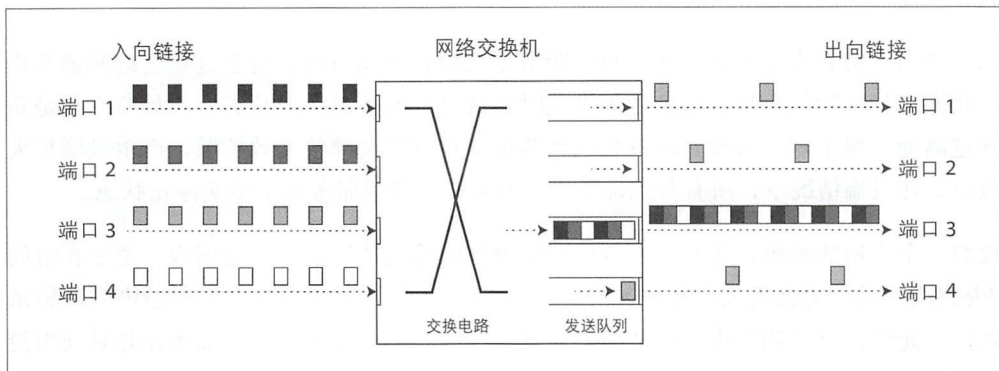 入向链接
网络交换机
出向链接
端口 1
端口 1
端口 2
端口 2
端口 3
端口 3
端口 4
端口 4
交换电路
发送队列